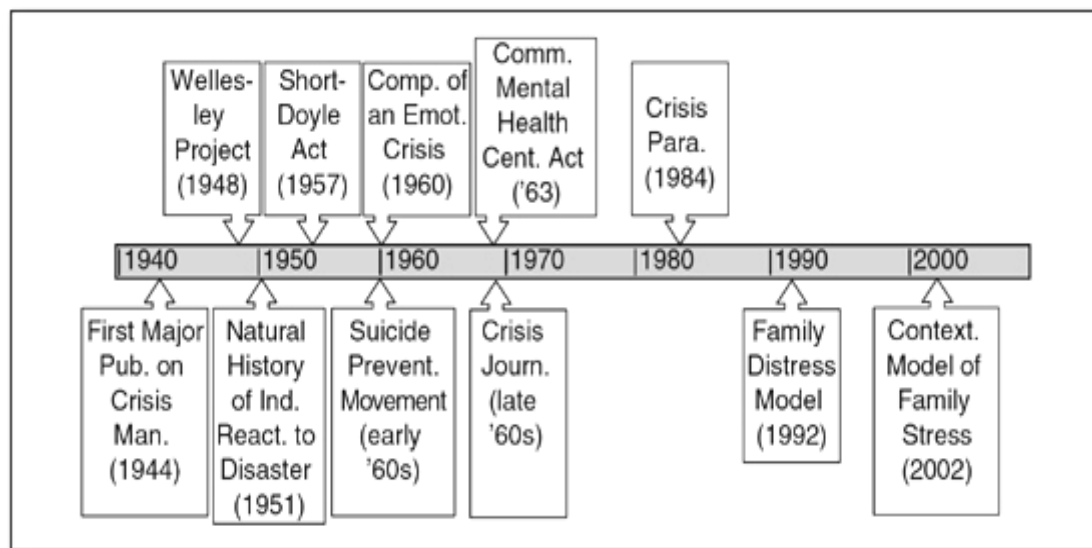 Welles-
ley
Project
(1948)
Short-
Doyle
Act
(1957)
Comp. of
an Emot.
Crisis
(1960)
Comm.
Mental
Health
Cent. Act
('63)
Crisis
Para.
(1984)
1940
1950
1960
1970
1980
1990
2000
First Major
Pub. on
Crisis
Man.
(1944)
Natural
History
of Ind.
React. to
Disaster
(1951)
Suicide
Prevent.
Movement
(early
'60s)
Crisis
Journ.
(late
'60s)
Family
Distress
Model
(1992)
Context.
Model of
Family
Stress
(2002)